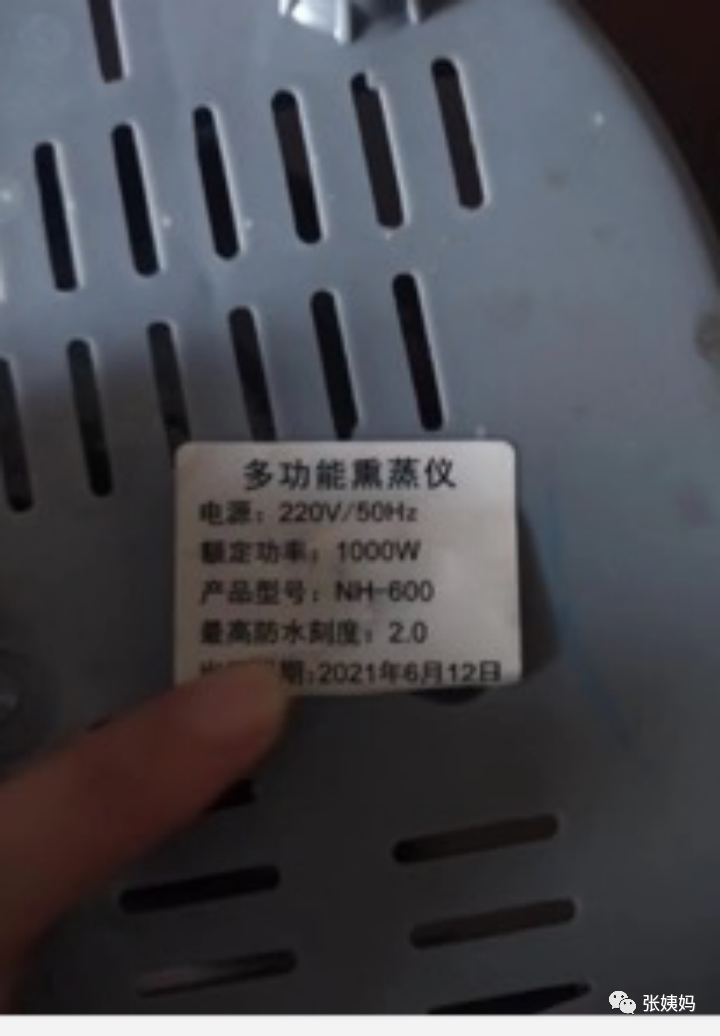 多功能熏蒸仪
电源：220V/50Hz
额定功率：1000W
产品型号：NH-600
最高防水刻度：2.0
期:2021年6月12日
张姨妈